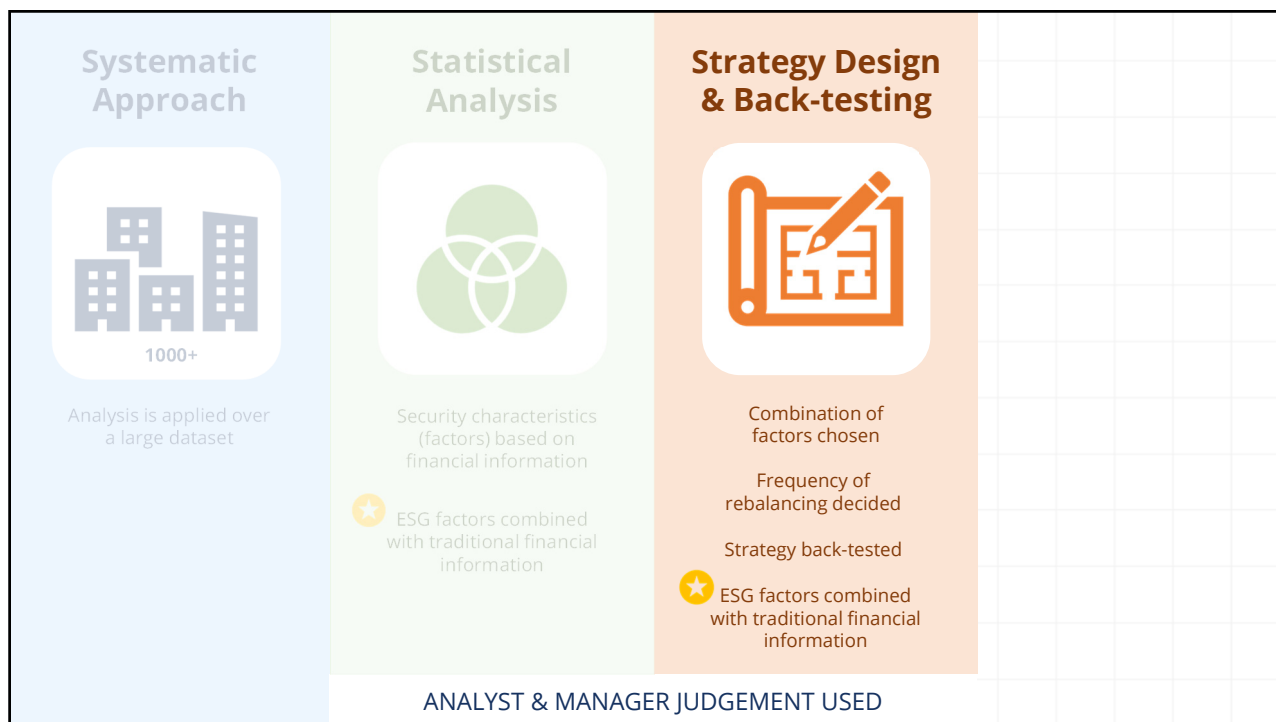 Systematic
Approach
1000+
Analysis is applied over
a large dataset
Statistical
Analysis
Security characteristics
(factors) based on
financial information
ESG factors combined
with traditional financial
information
Strategy Design
& Back-testing
Combination of
factors chosen
Frequency of
rebalancing decided
Strategy back-tested
ESG factors combined
with traditional financial
information
ANALYST & MANAGER JUDGEMENT USED